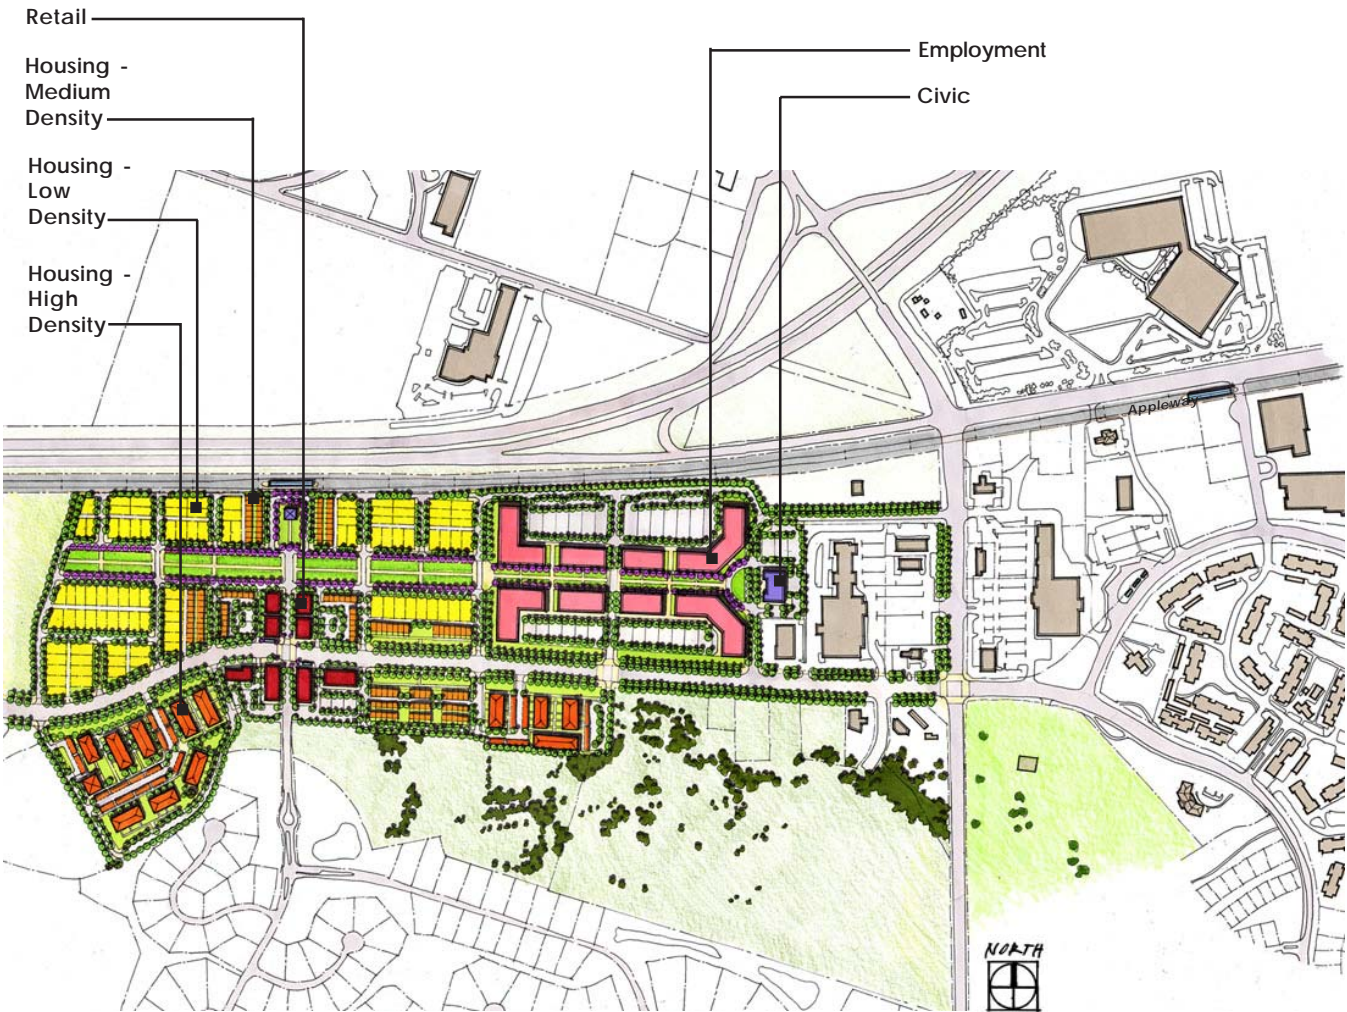 Retail
Housing -
Medium
Density
Housing -
Low
Density
Housing -
High
Density
Employment
Civic
Appleway
NORTH